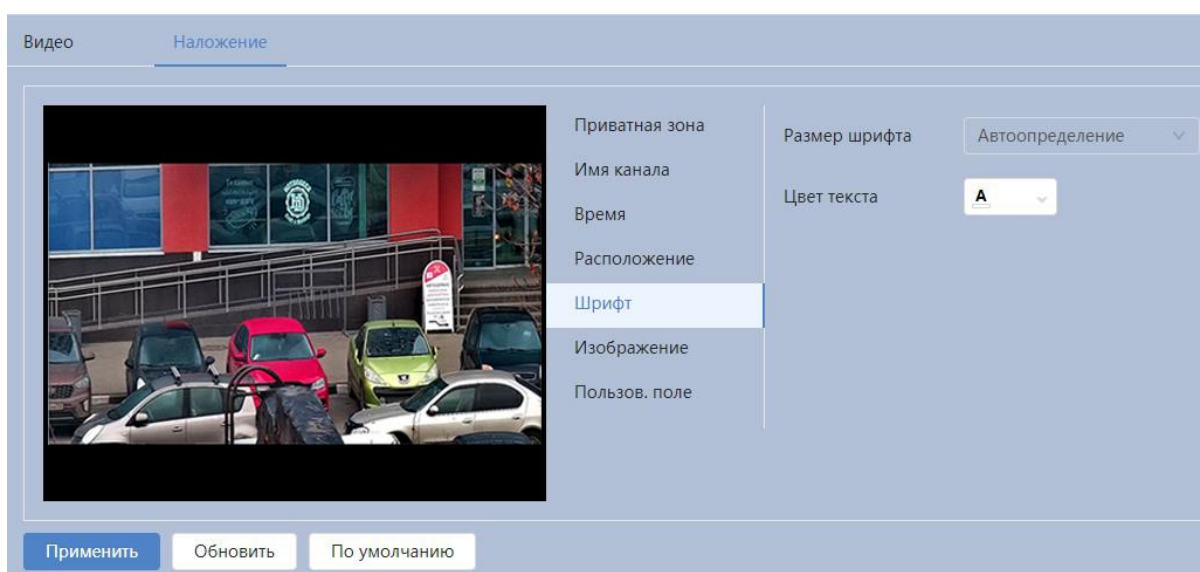 Видео
Наложение
Приватная зона
Имя канала
Время
Расположение
Шрифт
Изображение
Пользов. поле
Размер шрифта
Автоопределение
Цвет текста
A
Применить
Обновить
По умолчанию